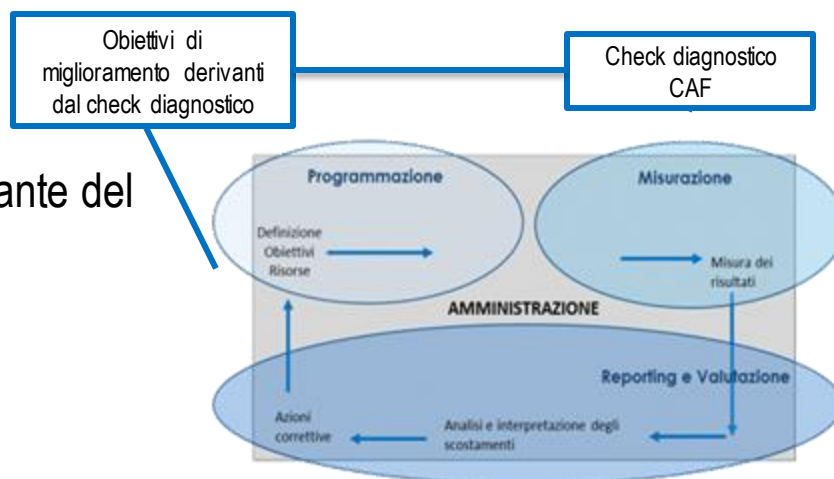 Obiettivi di
miglioramento derivanti
dal check diagnostico
Check diagnostico
CAF
ante del
Programmazione
Misurazione
Definizione
Obiettivi
Risorse
Misura dei
risultati
AMMINISTRAZIONE
Reporting e Valutazione
Azioni
correttive
Analisi e interpretazione degli
scostamenti